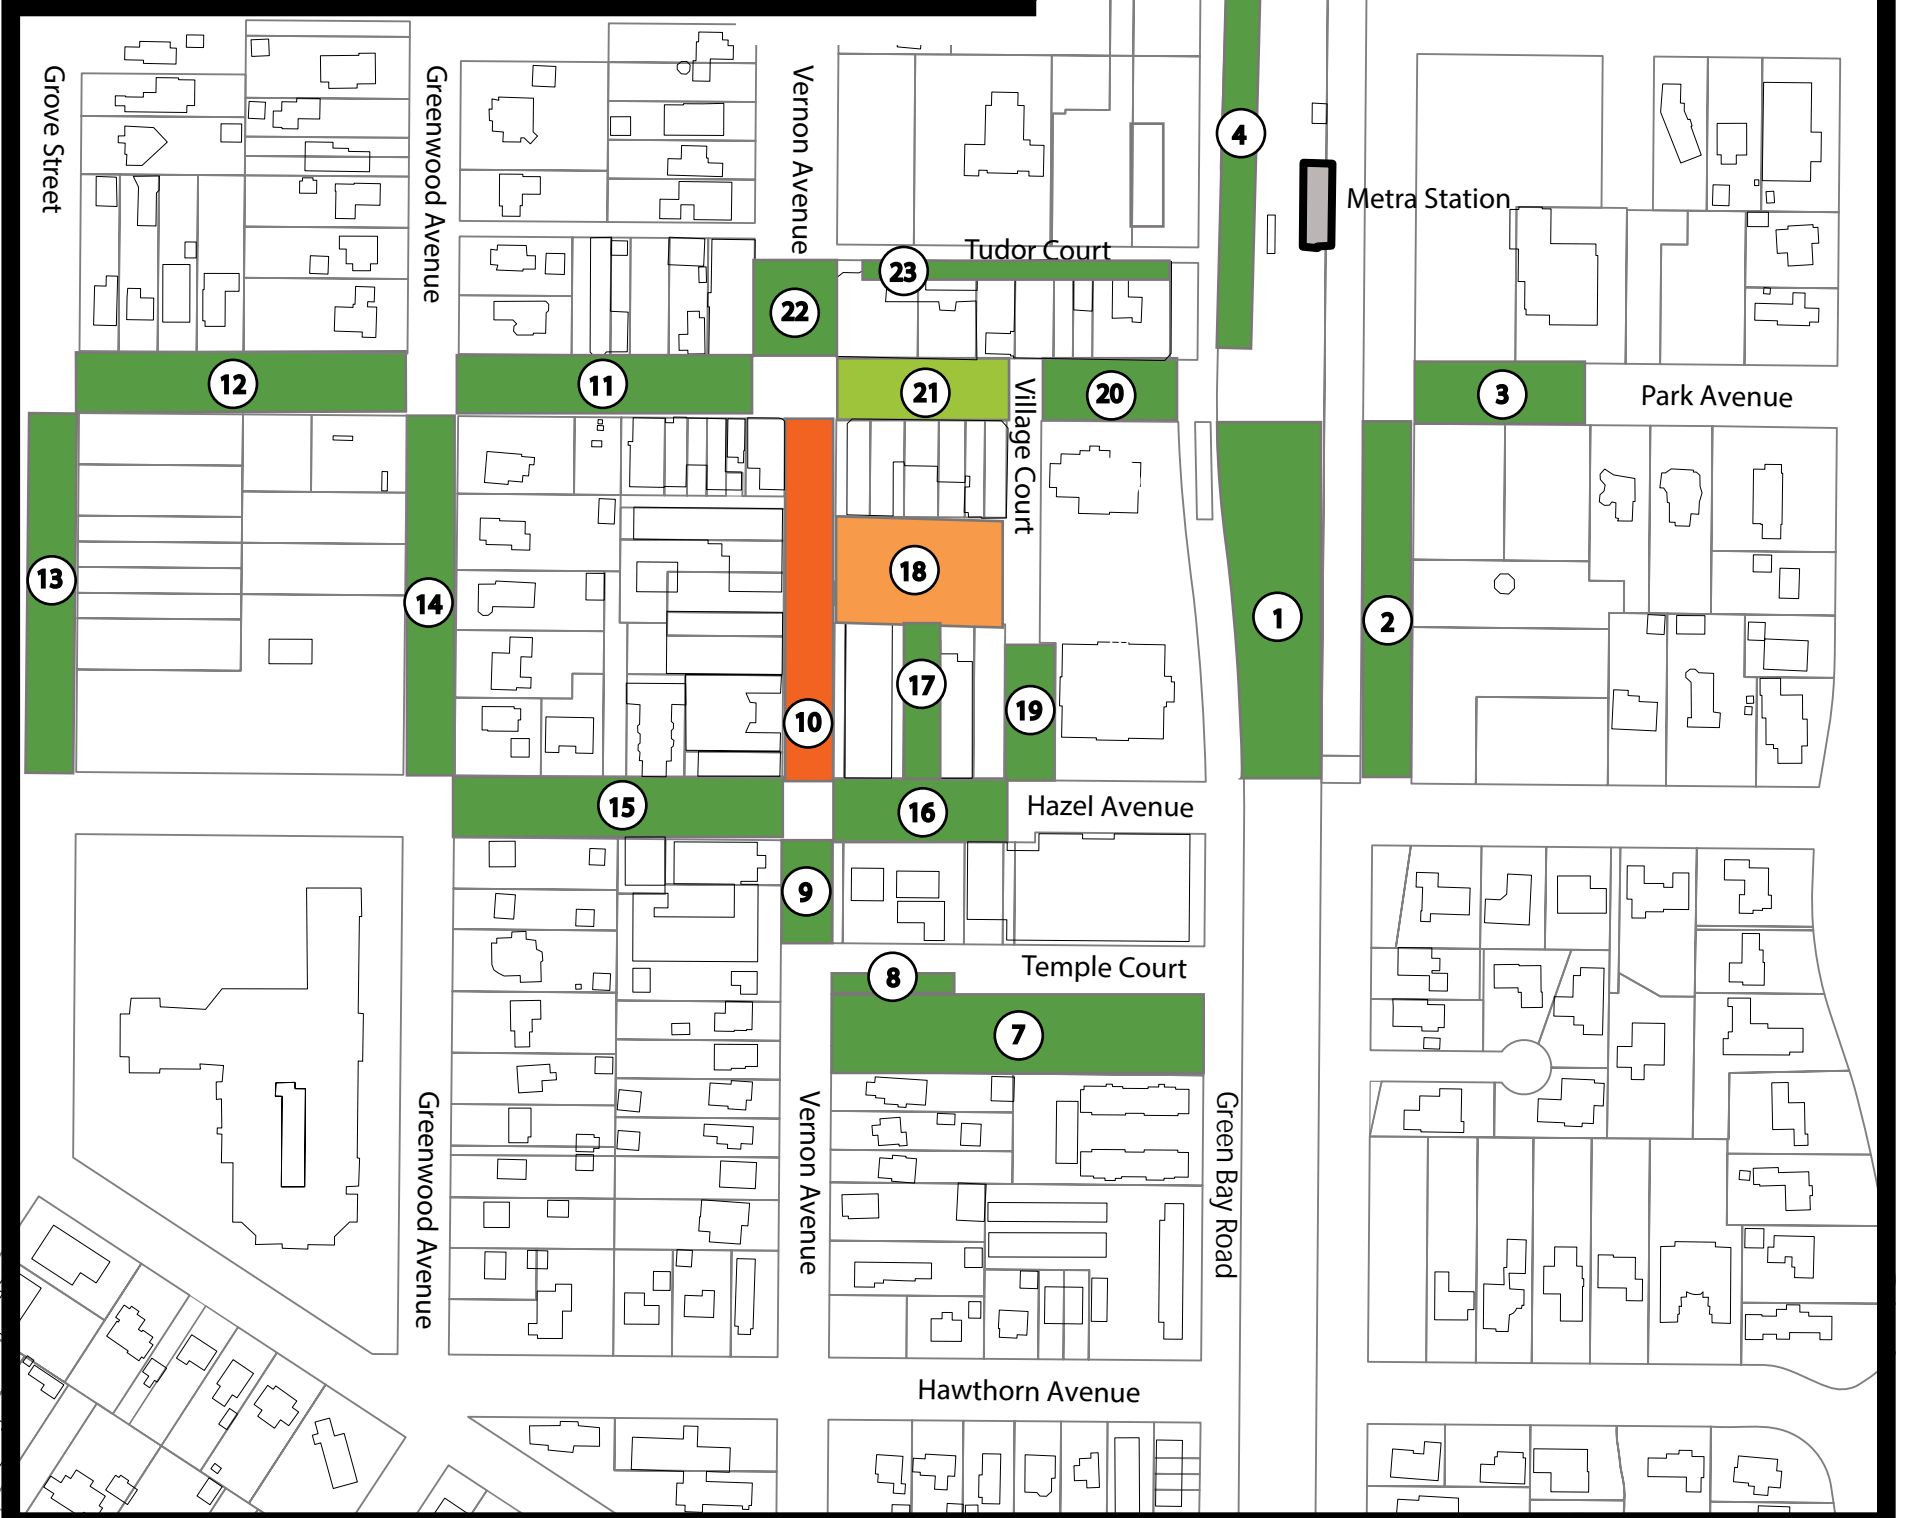 Grove Street
Greenwood Avenue
Vernon Avenue
4
Metra Station
Tudor Court
23
22
12
11
21
Village Court
20
3
Park Avenue
13
14
18
1
2
17
19
10
15
16
Hazel Avenue
9
8
Temple Court
7
Greenwood Avenue
Vernon Avenue
Green Bay Road
Hawthorn Avenue